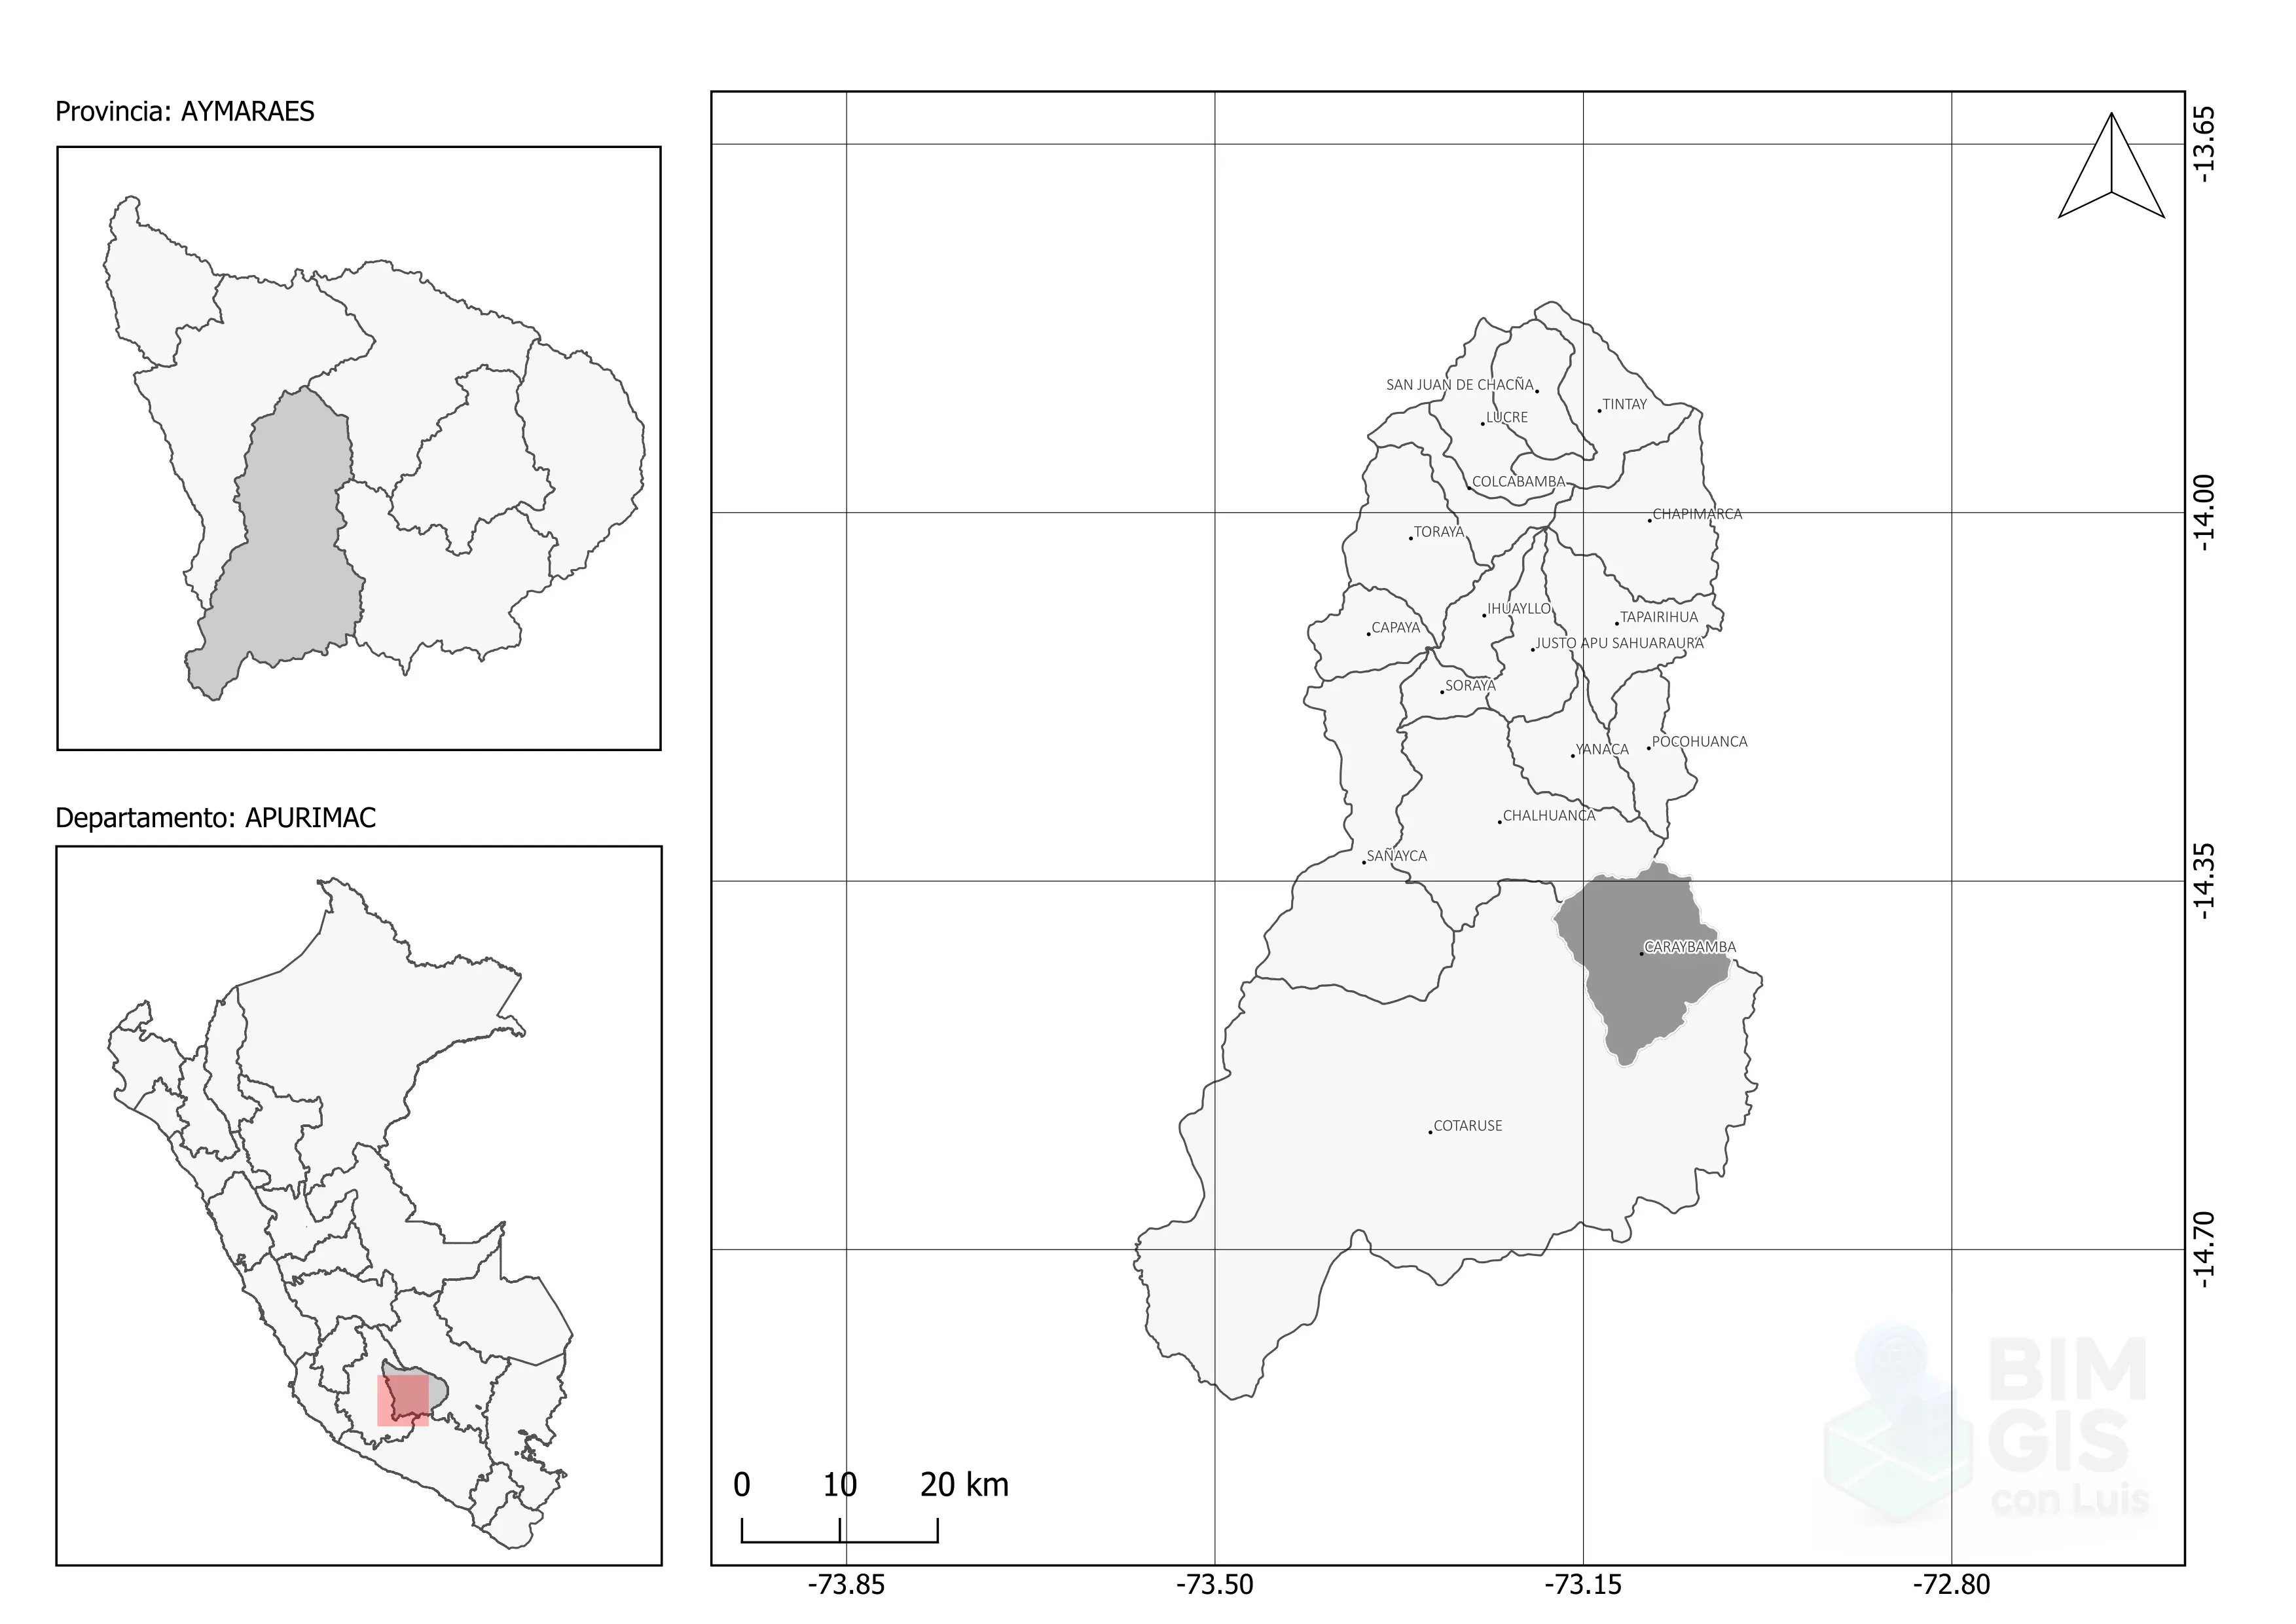 Provincia: AYMARAES
Departamento: APURIMAC
-13.65
SAN JUAN DE CHACÑA
TINTAY
LUCRE
COLCABAMBA
-14.00
CHAPIMARCA
TORAYA
IHUAYLLO
TAPAIRIHUA
CAPAYA
JUSTO APU SAHUARAURA
SORAYA
POCOHUANCA
YANACA
CHALHUANCA
SAÑAYCA
-14.35
CARAYBAMBA
COTARUSE
-14.70
BIM
GIS
con Luis
0 10 20 km
-73.85 -73.50 -73.15 -72.80